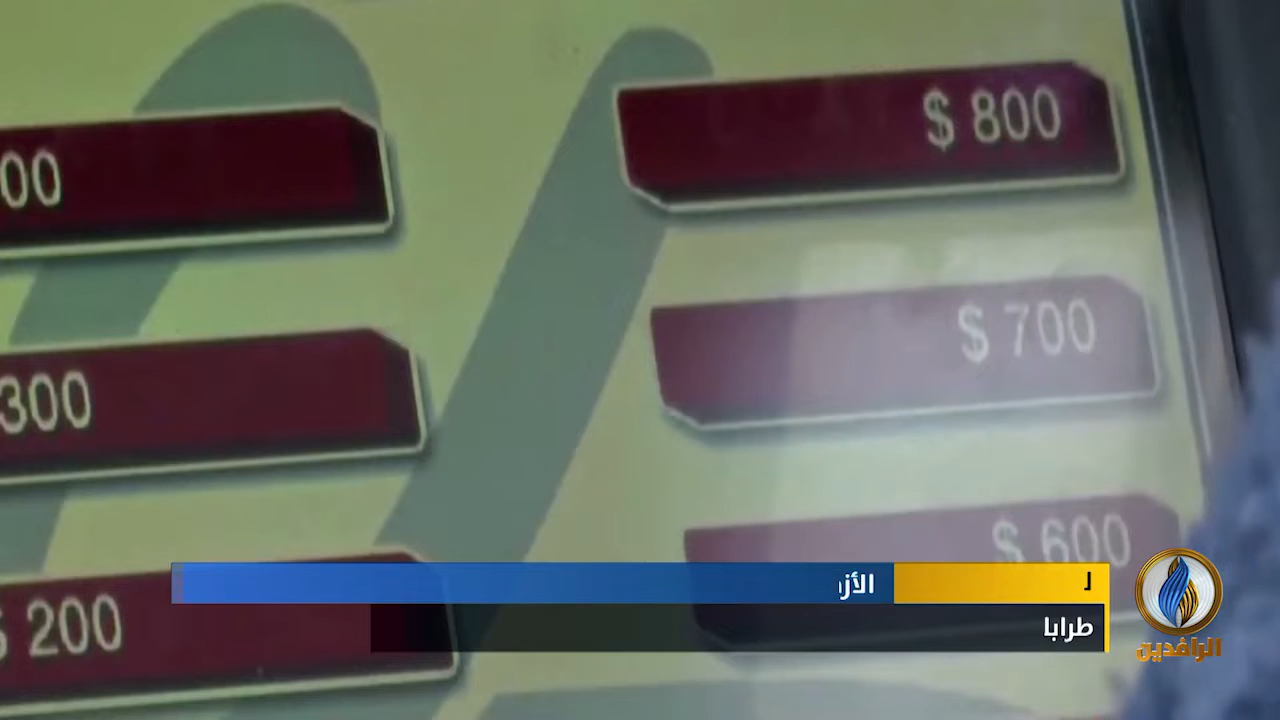 $ 800
00
$ 700
300
$ 600
$ 200
ل
الأز
طرابا
الرافدين